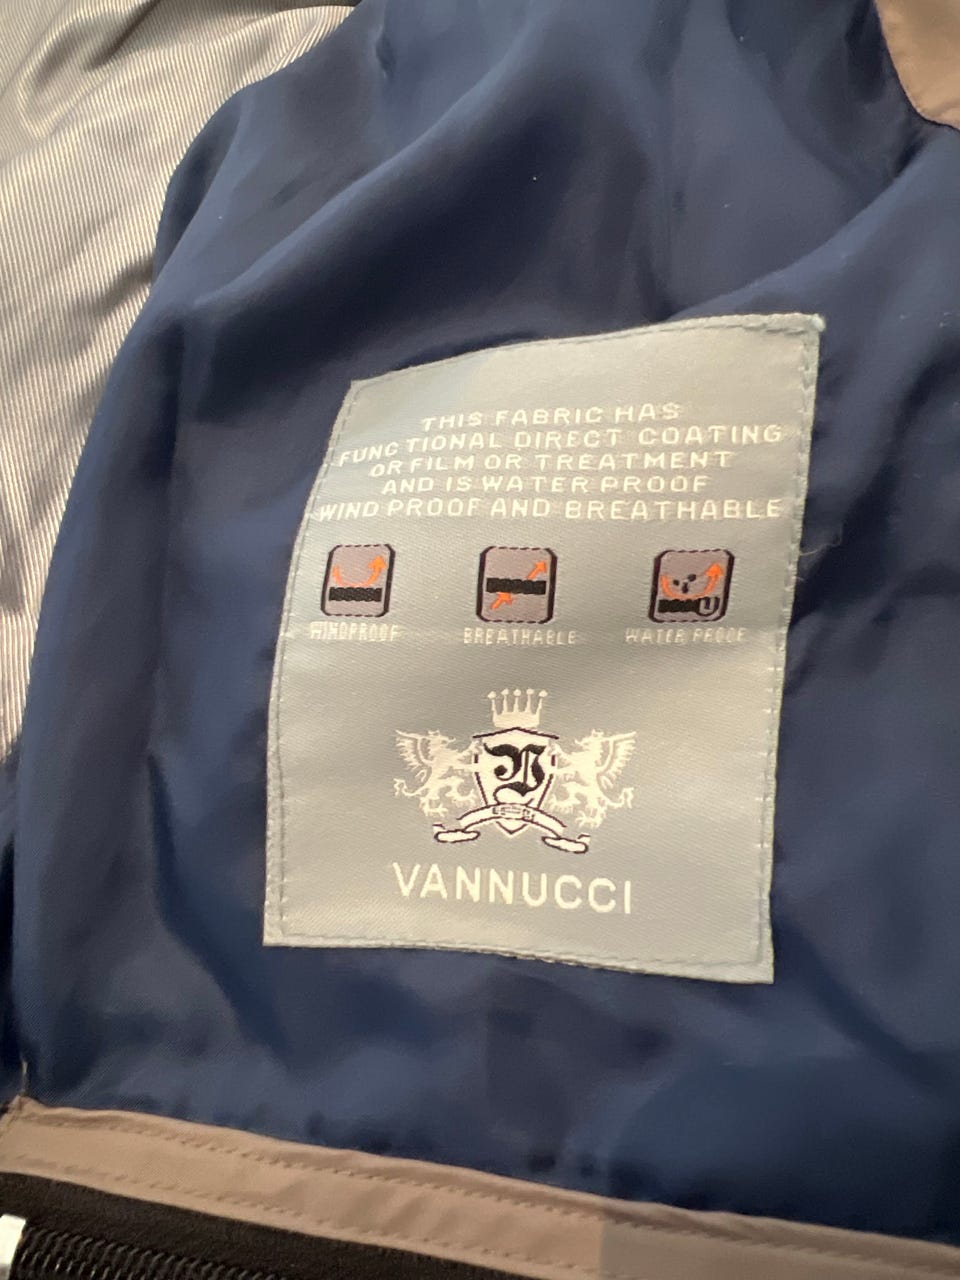 THIS FABRIC HAS
FUNCTIONAL DIRECT COATING
OR FILM OR TREATMENT
AND IS WATER PROOF
WIND PROOF AND BREATHABLE
WINDPROOF
BREATHABLE
WATER PROOF
VANNUCCI